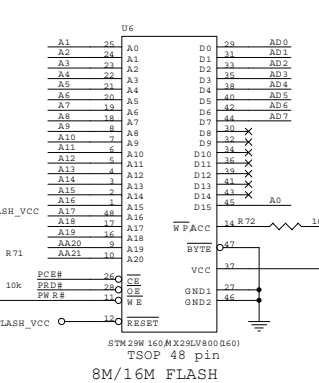 U6
A1 25 A0 D0 29 AD0
A2 24 A1 D1 31 AD1
A3 23 A2 D2 33 AD2
A4 22 A3 D3 35 AD3
A5 21 A4 D4 38 AD4
A6 20 A5 D5 40 AD5
A7 19 A6 D6 42 AD6
A8 18 A7 D7 44 AD7
A9 8 A8 D8 30
A10 7 A9 D9 32
A11 6 A10 D10 34
A12 5 A11 D11 36
A13 4 A12 D12 39
A14 3 A13 D13 41
A15 2 A14 D14 43
A16 1 A15 D15 45 A0
ASH_VCC A17 48 A16
A18 17 A17 WP/ACC 14 R72 10
A19 16 A18
AA20 9 A19 BYTE 47
AA21 10 A20
R71 VCC 37
PCE# 26 CE
10k PRD# 28 OE GND1 27
PWR# 11 WE GND2 46
FLASH_VCC 12 RESET
STM29W160/MX29LV800(160)
TSOP 48 pin
8M/16M FLASH